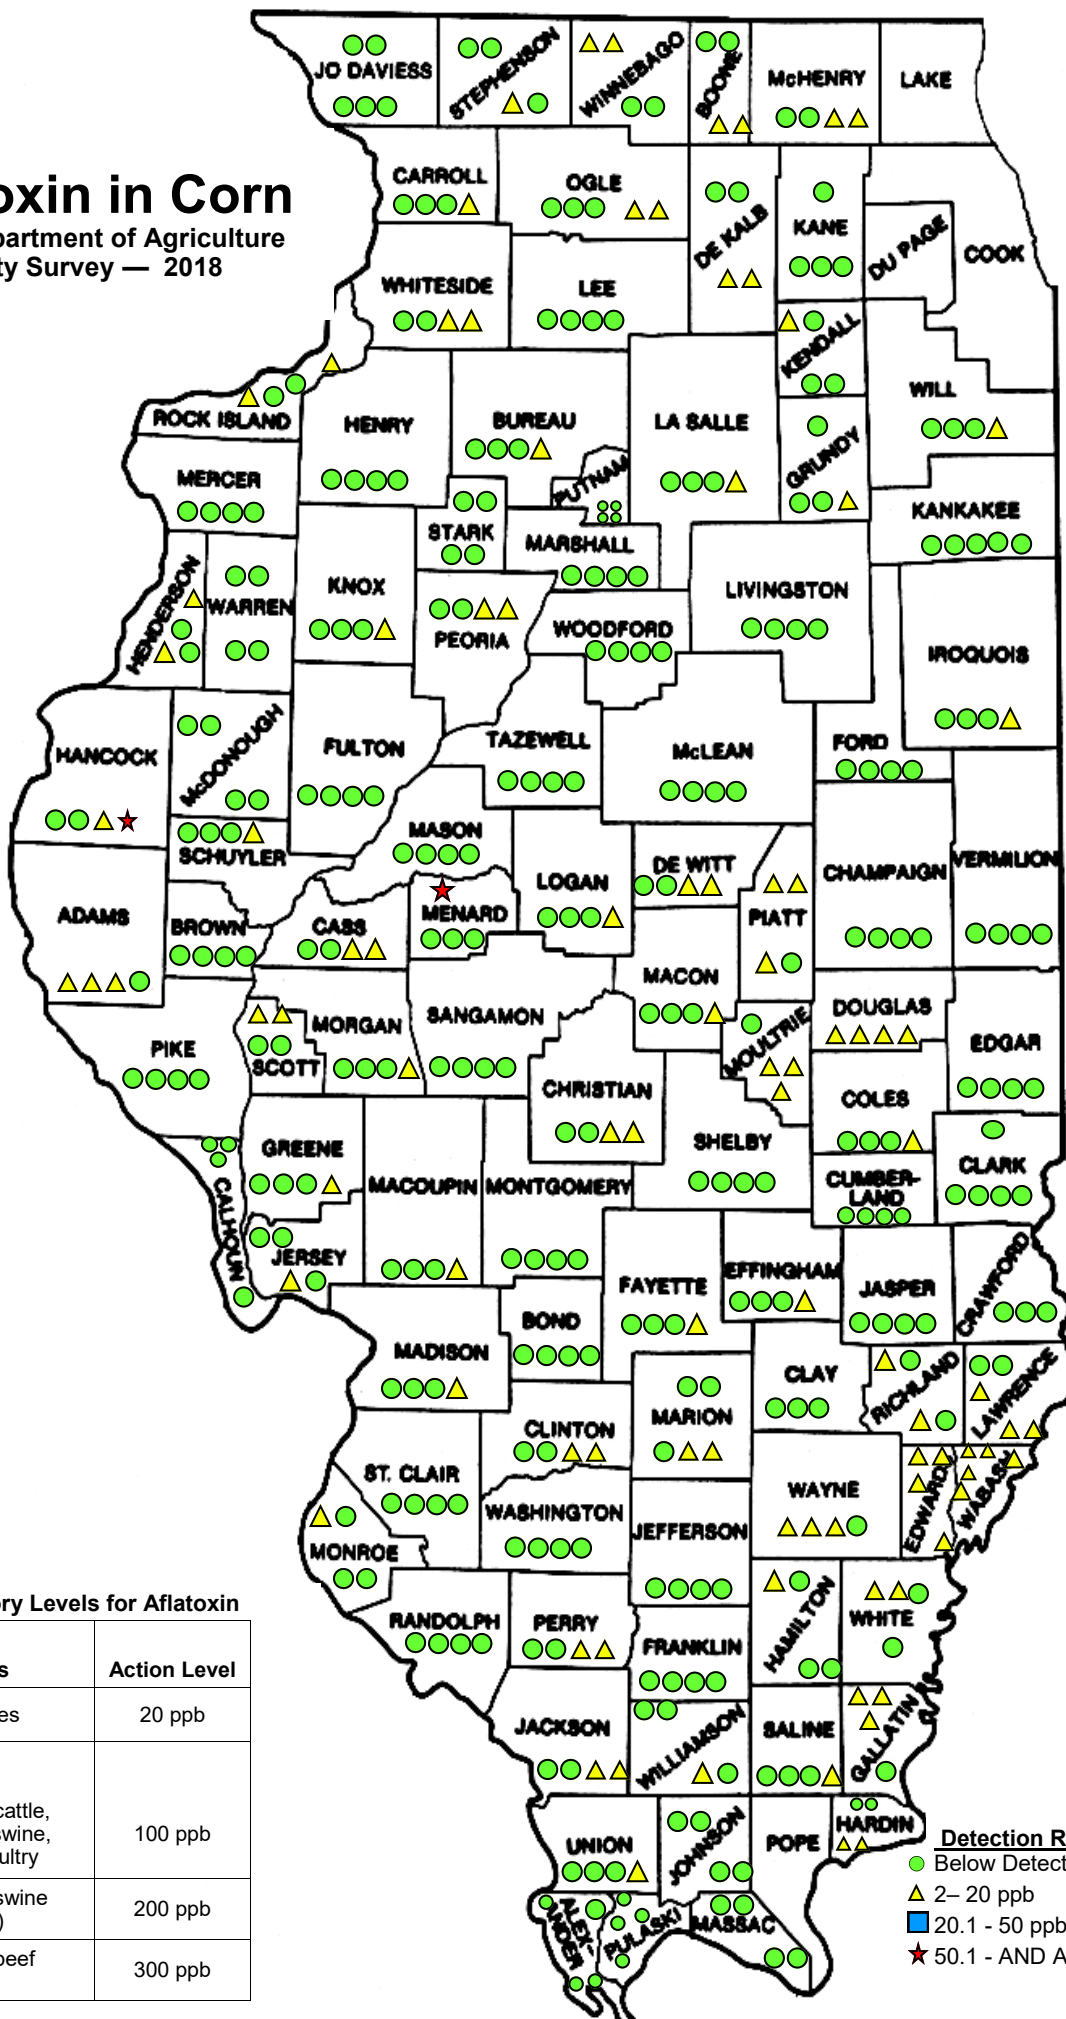 oxin in Corn
partment of Agriculture
ty Survey — 2018
JO DAVIESS
STEPHENSON
WINNEBAGO
BOONE
McHENRY
LAKE
CARROLL
OGLE
DE KALB
KANE
DU PAGE
COOK
WHITESIDE
LEE
KENDALL
WILL
ROCK ISLAND
HENRY
BUREAU
LA SALLE
GRUNDY
MERCER
PUTNAM
KANKAKEE
STARK
MARSHALL
HENDERSON
WARREN
KNOX
PEORIA
WOODFORD
LIVINGSTON
IROQUOIS
HANCOCK
McDONOUGH
FULTON
TAZEWELL
McLEAN
FORD
SCHUYLER
MASON
LOGAN
DE WITT
CHAMPAIGN
VERMILION
ADAMS
BROWN
CASS
MENARD
PIATT
MACON
PIKE
SCOTT
MORGAN
SANGAMON
MOULTRIE
DOUGLAS
EDGAR
CHRISTIAN
COLES
GREENE
MACOUPIN
MONTGOMERY
SHELBY
CUMBER-
LAND
CLARK
CALHOUN
JERSEY
FAYETTE
EFFINGHAM
JASPER
CRAWFORD
BOND
MADISON
CLAY
RICHLAND
LAWRENCE
CLINTON
MARION
ST. CLAIR
WASHINGTON
JEFFERSON
WAYNE
EDWARDS
WABASH
MONROE
RANDOLPH
PERRY
FRANKLIN
HAMILTON
WHITE
JACKSON
WILLIAMSON
SALINE
GALLATIN
UNION
JOHNSON
POPE
HARDIN
ALEX-
ANDER
PULASKI
MASSAC
ry Levels for Aflatoxin
s
Action Level
es
20 ppb
cattle,
swine,
ultry
100 ppb
swine
)
200 ppb
beef
300 ppb
Detection R
Below Detect
2– 20 ppb
20.1 - 50 ppb
50.1 - AND A